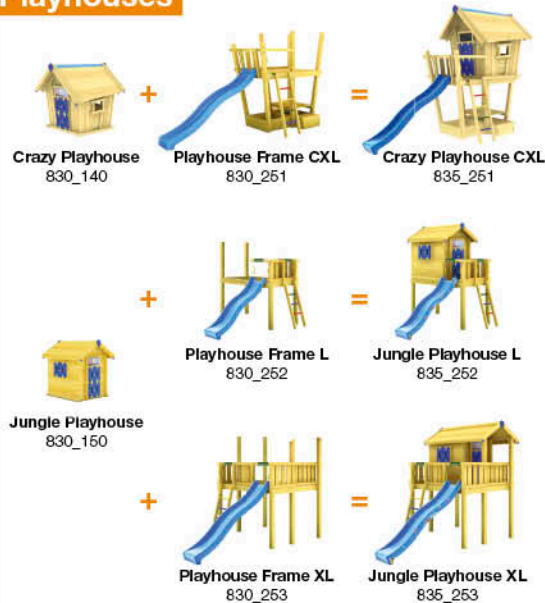 Playhouses
+
=
Crazy Playhouse
830_140
Playhouse Frame CXL
830_251
Crazy Playhouse CXL
835_251
+
=
Playhouse Frame L
830_252
Jungle Playhouse L
835_252
Jungle Playhouse
830_150
+
=
Playhouse Frame XL
830_253
Jungle Playhouse XL
835_253